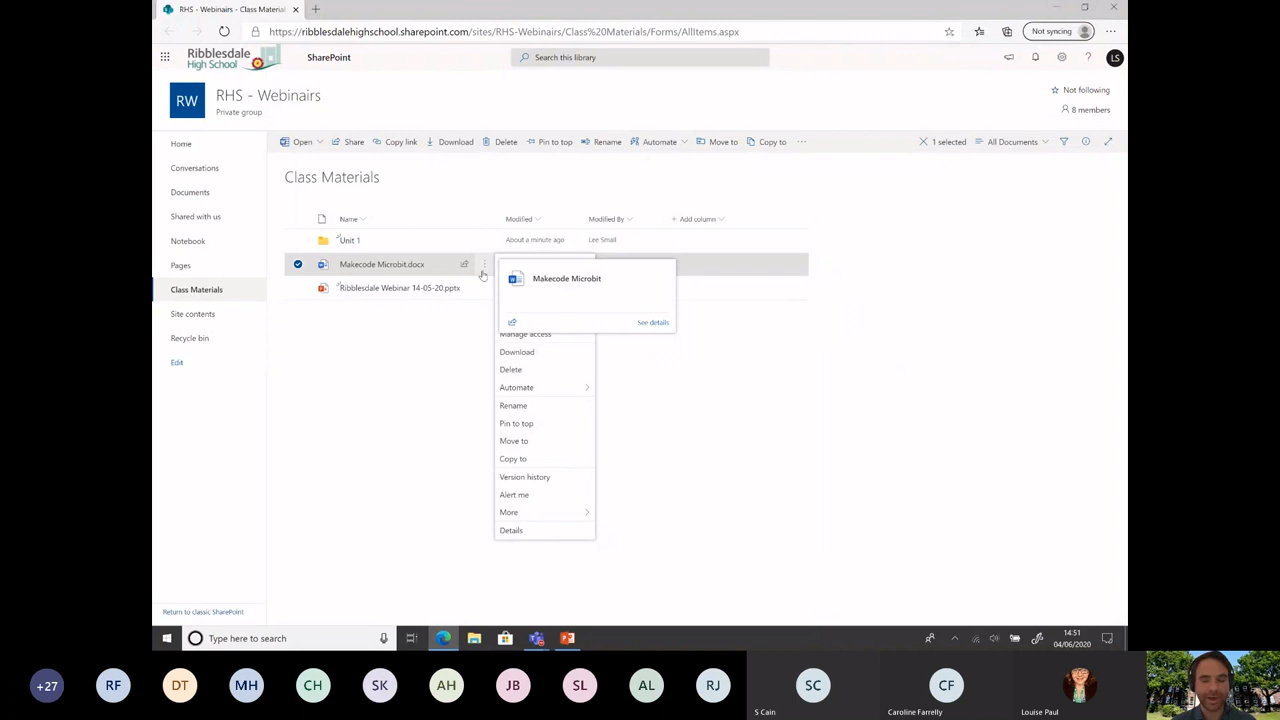 RHS - Webinairs - Class Material
https://ribblesdalehighschool.sharepoint.com/sites/RHS-Webinairs/Class%20Materials/Forms/AllItems.aspx
Not syncing
Ribblesdale
High School
SharePoint
Search this library
LS
RW
RHS - Webinairs
Private group
Not following
8 members
Home
Conversations
Documents
Shared with us
Notebook
Pages
Class Materials
Site contents
Recycle bin
Edit
Return to classic SharePoint
Open
Share
Copy link
Download
Delete
Pin to top
Rename
Automate
Move to
Copy to
1 selected
All Documents
Class Materials
Name
Modified
Modified By
Add column
Unit 1
About a minute ago
Lee Small
Makecode Microbit.docx
Ribblesdale Webinar 14-05-20.pptx
Makecode Microbit
See details
Manage access
Download
Delete
Automate
Rename
Pin to top
Move to
Copy to
Version history
Alert me
More
Details
Type here to search
14:51
04/06/2020
+27
RF
DT
MH
CH
SK
AH
JB
SL
AL
RJ
SC
S Cain
CF
Caroline Farrelly
Louise Paul